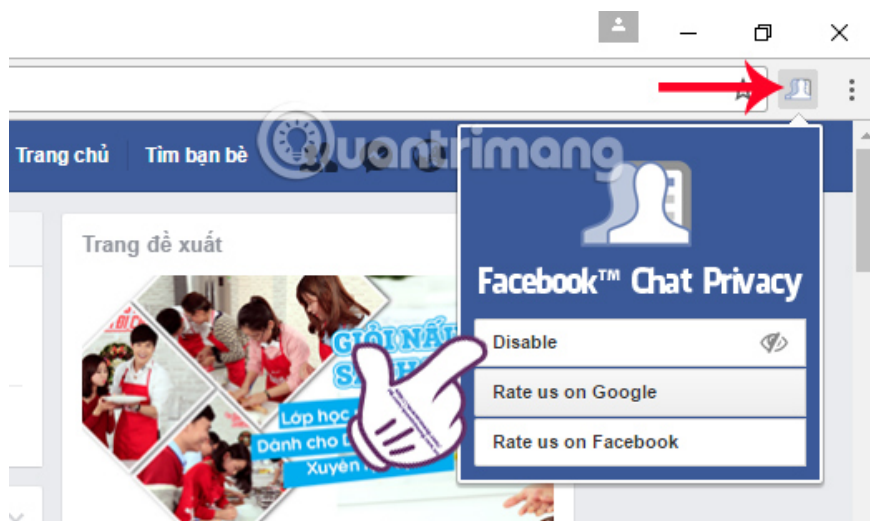 Quantrimang
Trang chủ
Tìm bạn bè
Trang đề xuất
Facebook™ Chat Privacy
Disable
Rate us on Google
Rate us on Facebook
GIỎI NẤU
Lớp học
Dành cho
Xuyên